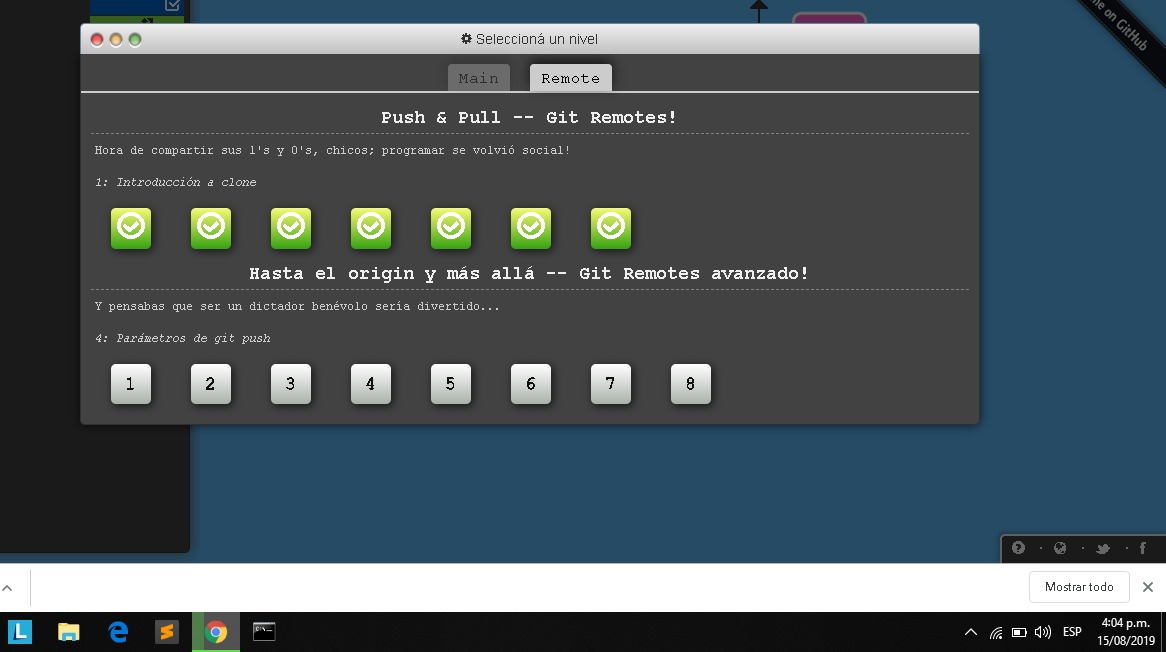 me on GitHub
Seleccioná un nivel
Main
Remote
Push & Pull -- Git Remotes!
Hora de compartir sus 1's y 0's, chicos; programar se volvió social!
1: Introducción a clone
Hasta el origin y más allá -- Git Remotes avanzado!
Y pensabas que ser un dictador benévolo sería divertido...
4: Parámetros de git push
1 2 3 4 5 6 7 8
Mostrar todo
ESP
4:04 p.m.
15/08/2019